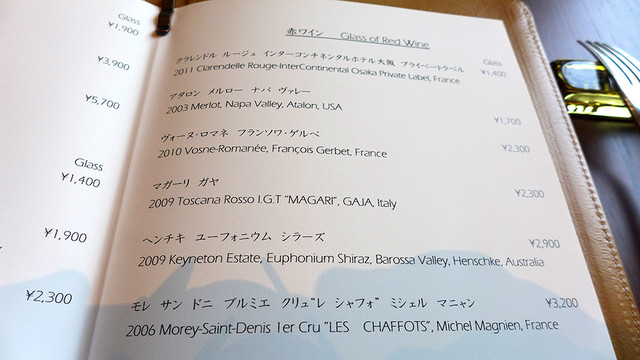 Glass
¥1,900
¥3,900
¥5,700
Glass
¥1,400
¥1,900
¥2,300
赤ワイン Glass of Red Wine
クラレンドル ルージュ インターコンチネンタルホテル大阪 プライベートラベル Glass
2011 Clarendelle Rouge-InterContinental Osaka Private Label, France ¥1,400
アタロン メルロー ナパ ヴァレー
2003 Merlot, Napa Valley, Atalon, USA ¥1,700
ヴォーヌ・ロマネ フランソワ・ゲルベ
2010 Vosne-Romanée, François Gerbet, France ¥2,300
マガーリ ガヤ
2009 Toscana Rosso I.G.T "MAGARI", GAJA, Italy ¥2,300
ヘンチキ ユーフォニウム シラーズ ¥2,900
2009 Keyneton Estate, Euphonium Shiraz, Barossa Valley, Henschke, Australia
モレ サン ドニ プルミエ クリュ"レ シャフォ" ミシェル マニャン ¥3,200
2006 Morey-Saint-Denis 1er Cru "LES CHAFFOTS", Michel Magnien, France